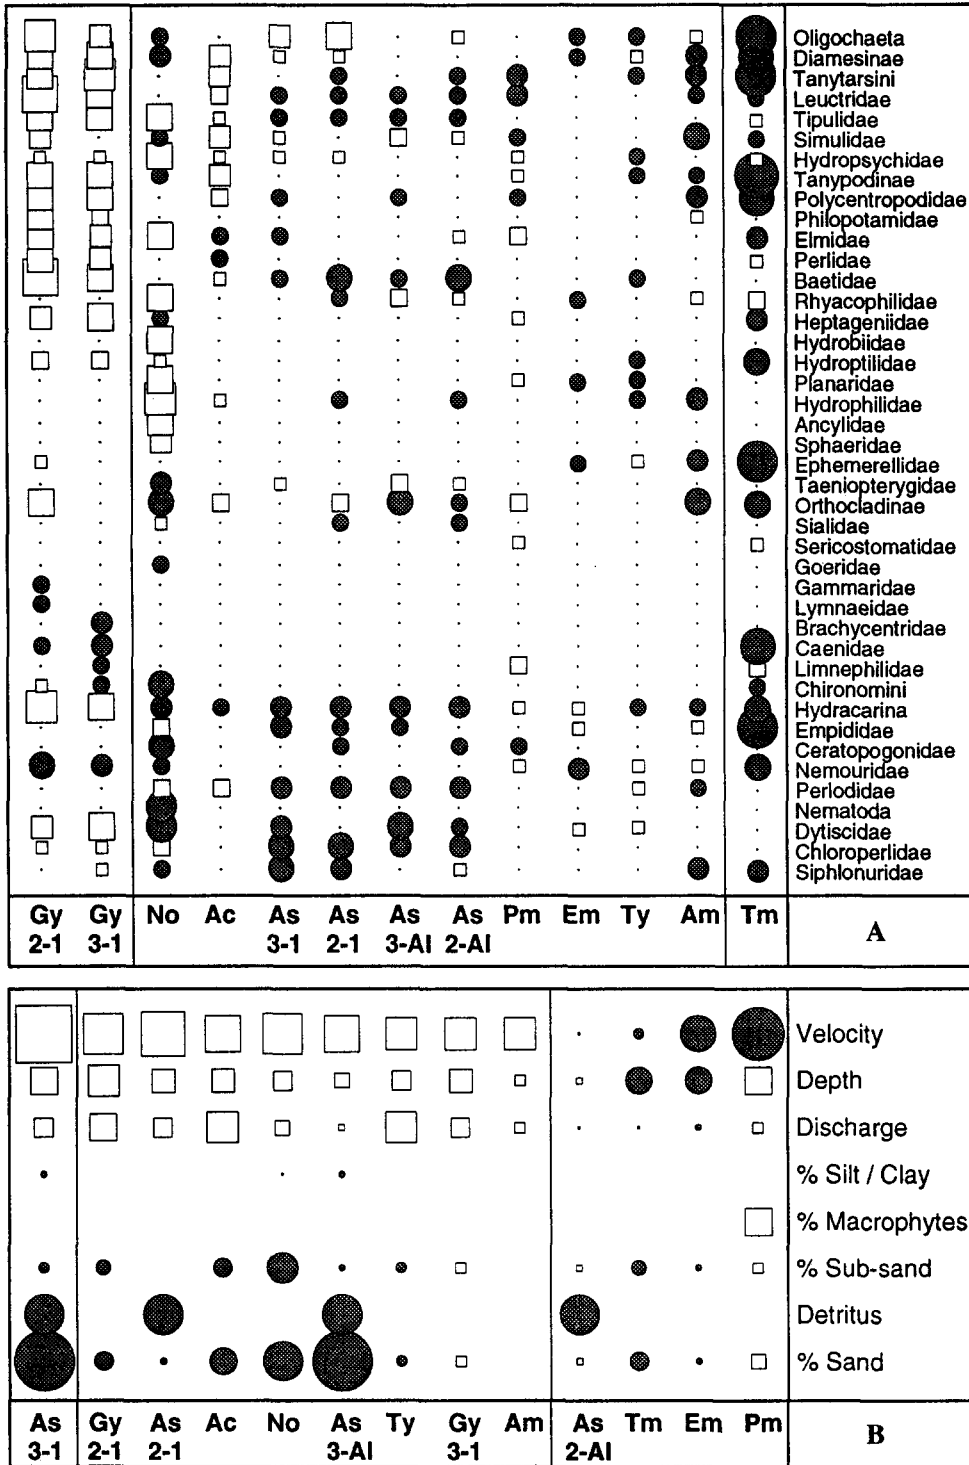 Oligochaeta
Diamesinae
Tanytarsini
Leuctridae
Tipulidae
Simulidae
Hydropsychidae
Tanypodinae
Polycentropodidae
Philopotamidae
Elmidae
Perlidae
Baetidae
Rhyacophilidae
Heptageniidae
Hydrobiidae
Hydroptilidae
Planaridae
Hydrophilidae
Ancylidae
Sphaeridae
Ephemerellidae
Taeniopterygidae
Orthocladinae
Sialidae
Sericostomatidae
Goeridae
Gammaridae
Lymnaeidae
Brachycentridae
Caenidae
Limnephilidae
Chironomini
Hydracarina
Empididae
Ceratopogonidae
Nemouridae
Perlodidae
Nematoda
Dytiscidae
Chloroperlidae
Siphlonuridae
Gy Gy No Ac As As As As Pm Em Ty Am Tm A
2-1 3-1 3-1 2-1 3-Al 2-Al
Velocity
Depth
Discharge
% Silt / Clay
% Macrophytes
% Sub-sand
Detritus
% Sand
As Gy As Ac No As Ty Gy Am As Tm Em Pm B
3-1 2-1 2-1 3-Al 3-1 2-Al